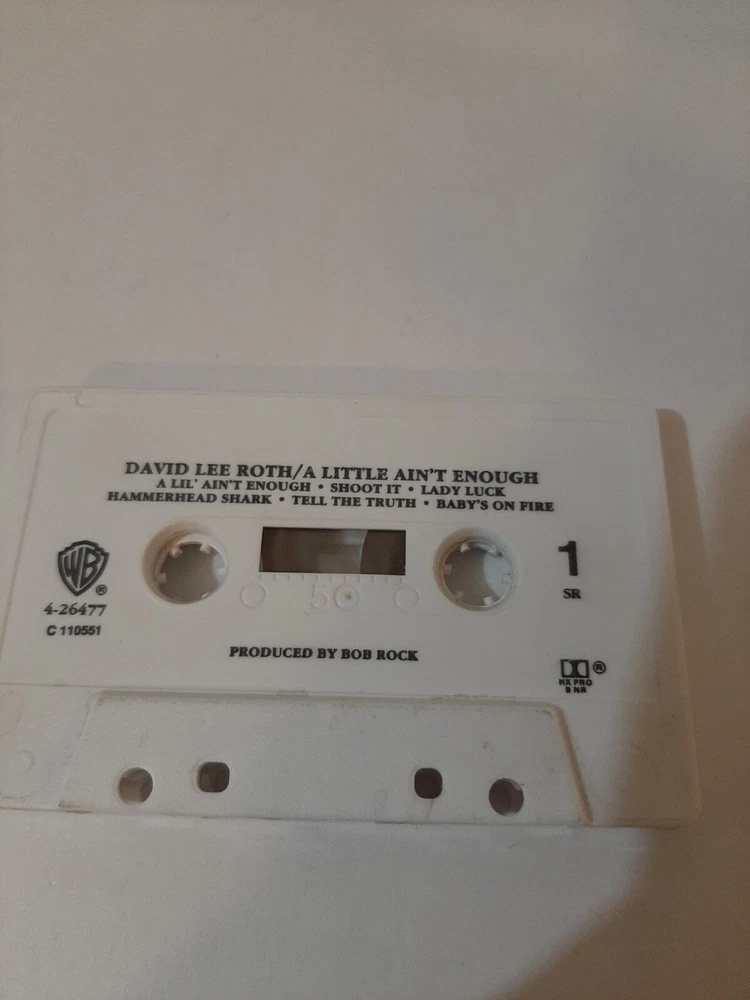 DAVID LEE ROTH/A LITTLE AIN'T ENOUGH
A LIL' AIN'T ENOUGH • SHOOT IT • LADY LUCK
HAMMERHEAD SHARK • TELL THE TRUTH • BABY'S ON FIRE
WB ®
4-26477
C 110551
50
1
SR
PRODUCED BY BOB ROCK
®
HX PRO
B NR